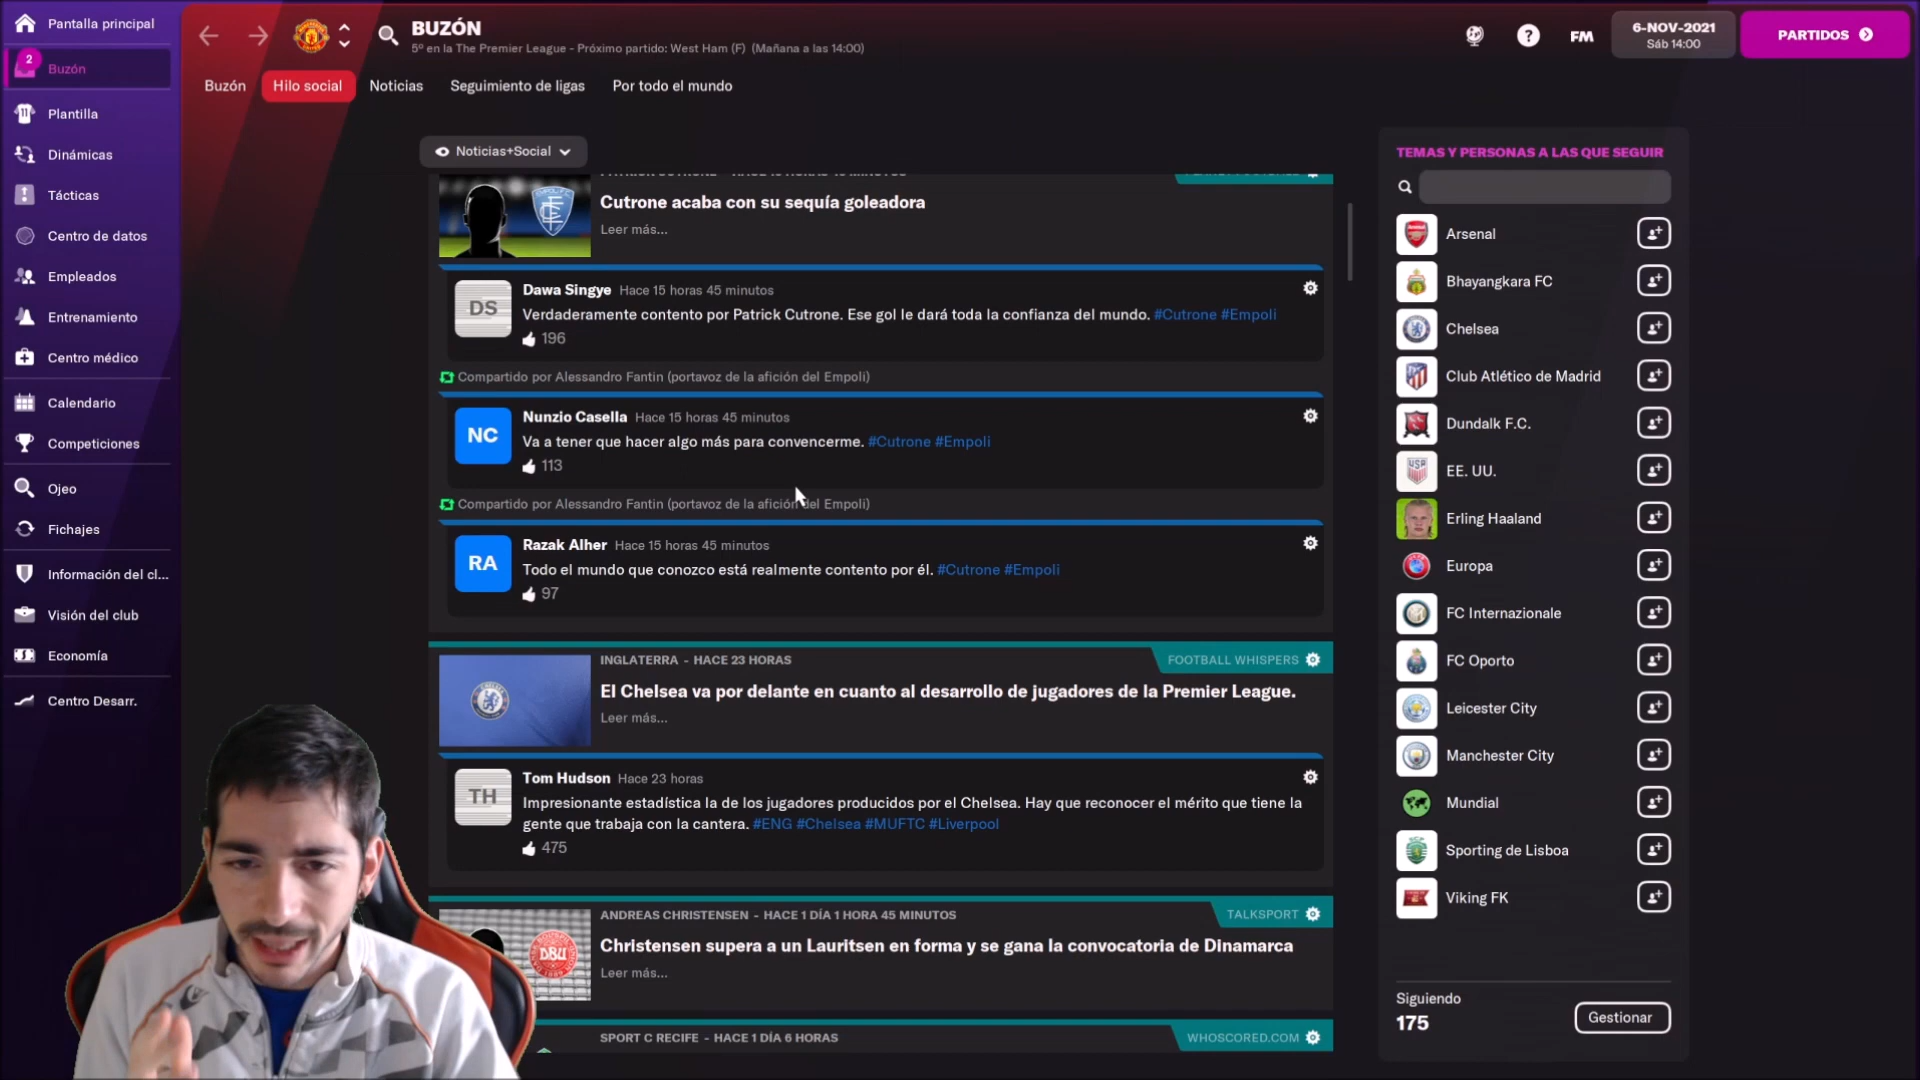 Pantalla principal
2
Buzón
Plantilla
Dinámicas
Tácticas
Centro de datos
Empleados
Entrenamiento
Centro médico
Calendario
Competiciones
Ojeo
Fichajes
Información del cl...
Visión del club
Economía
Centro Desarr.
BUZÓN
5º en la The Premier League - Próximo partido: West Ham (F) (Mañana a las 14:00)
?
FM
6-NOV-2021
Sáb 14:00
PARTIDOS
Buzón
Hilo social
Noticias
Seguimiento de ligas
Por todo el mundo
Noticias+Social
Cutrone acaba con su sequía goleadora
Leer más...
DS
Dawa Singye Hace 15 horas 45 minutos
Verdaderamente contento por Patrick Cutrone. Ese gol le dará toda la confianza del mundo. #Cutrone #Empoli
196
Compartido por Alessandro Fantin (portavoz de la afición del Empoli)
NC
Nunzio Casella Hace 15 horas 45 minutos
Va a tener que hacer algo más para convencerme. #Cutrone #Empoli
113
Compartido por Alessandro Fantin (portavoz de la afición del Empoli)
RA
Razak Alher Hace 15 horas 45 minutos
Todo el mundo que conozco está realmente contento por él. #Cutrone #Empoli
97
INGLATERRA - HACE 23 HORAS
FOOTBALL WHISPERS
El Chelsea va por delante en cuanto al desarrollo de jugadores de la Premier League.
Leer más...
TH
Tom Hudson Hace 23 horas
Impresionante estadística la de los jugadores producidos por el Chelsea. Hay que reconocer el mérito que tiene la
gente que trabaja con la cantera. #ENG #Chelsea #MUFTC #Liverpool
475
ANDREAS CHRISTENSEN - HACE 1 DÍA 1 HORA 45 MINUTOS
TALKSPORT
DBU
Christensen supera a un Lauritsen en forma y se gana la convocatoria de Dinamarca
Leer más...
SPORT C RECIFE - HACE 1 DÍA 6 HORAS
WHOSCORED.COM
TEMAS Y PERSONAS A LAS QUE SEGUIR
Arsenal
Bhayangkara FC
Chelsea
Club Atlético de Madrid
Dundalk F.C.
EE. UU.
Erling Haaland
Europa
FC Internazionale
FC Oporto
Leicester City
Manchester City
Mundial
Sporting de Lisboa
Viking FK
Siguiendo
175
Gestionar